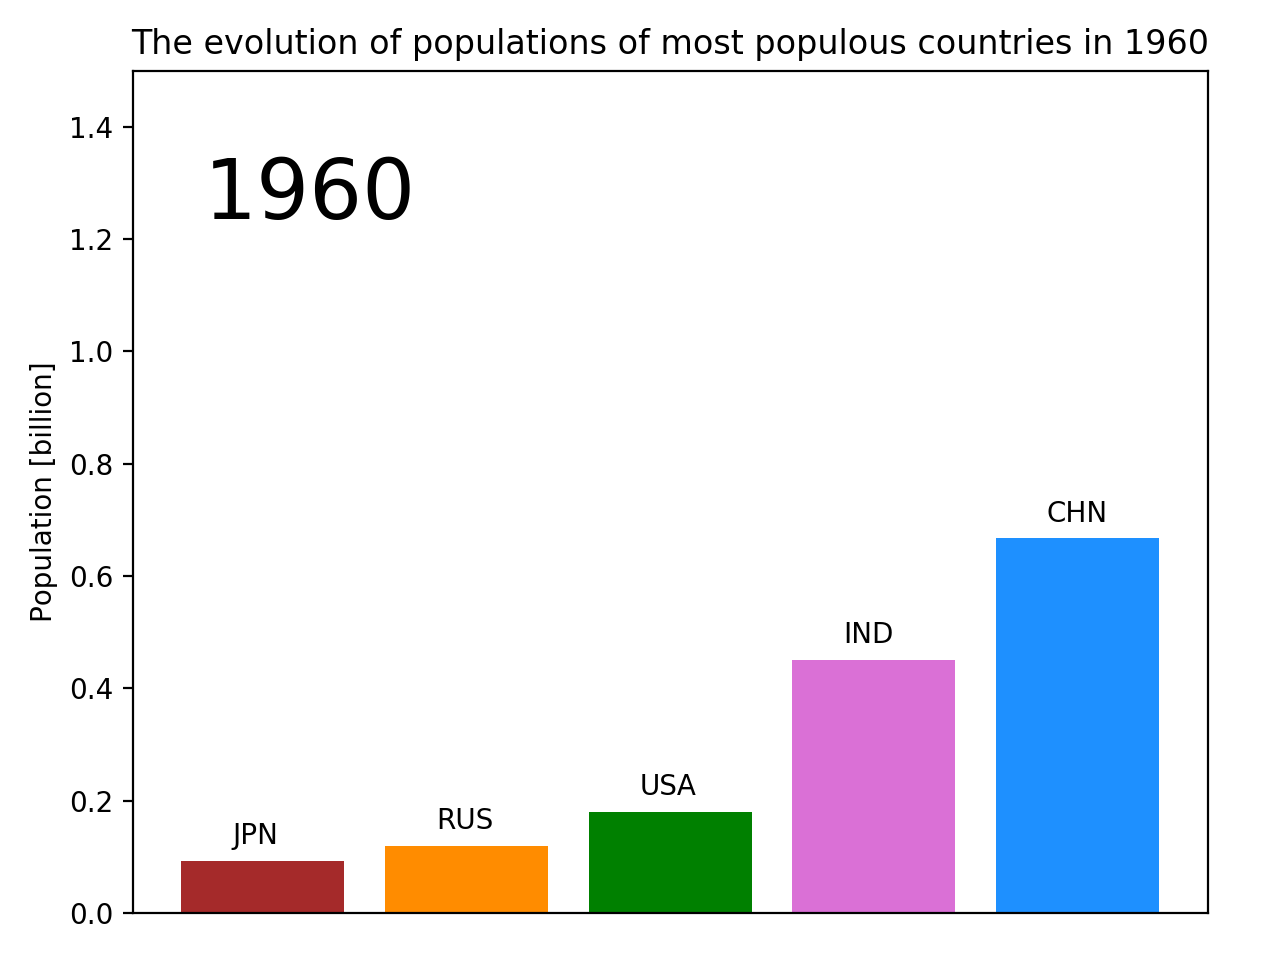 The evolution of populations of most populous countries in 1960
1.4
1960
1.2
1.0
Population [billion]
0.8
CHN
0.6
IND
0.4
USA
0.2
RUS
JPN
0.0